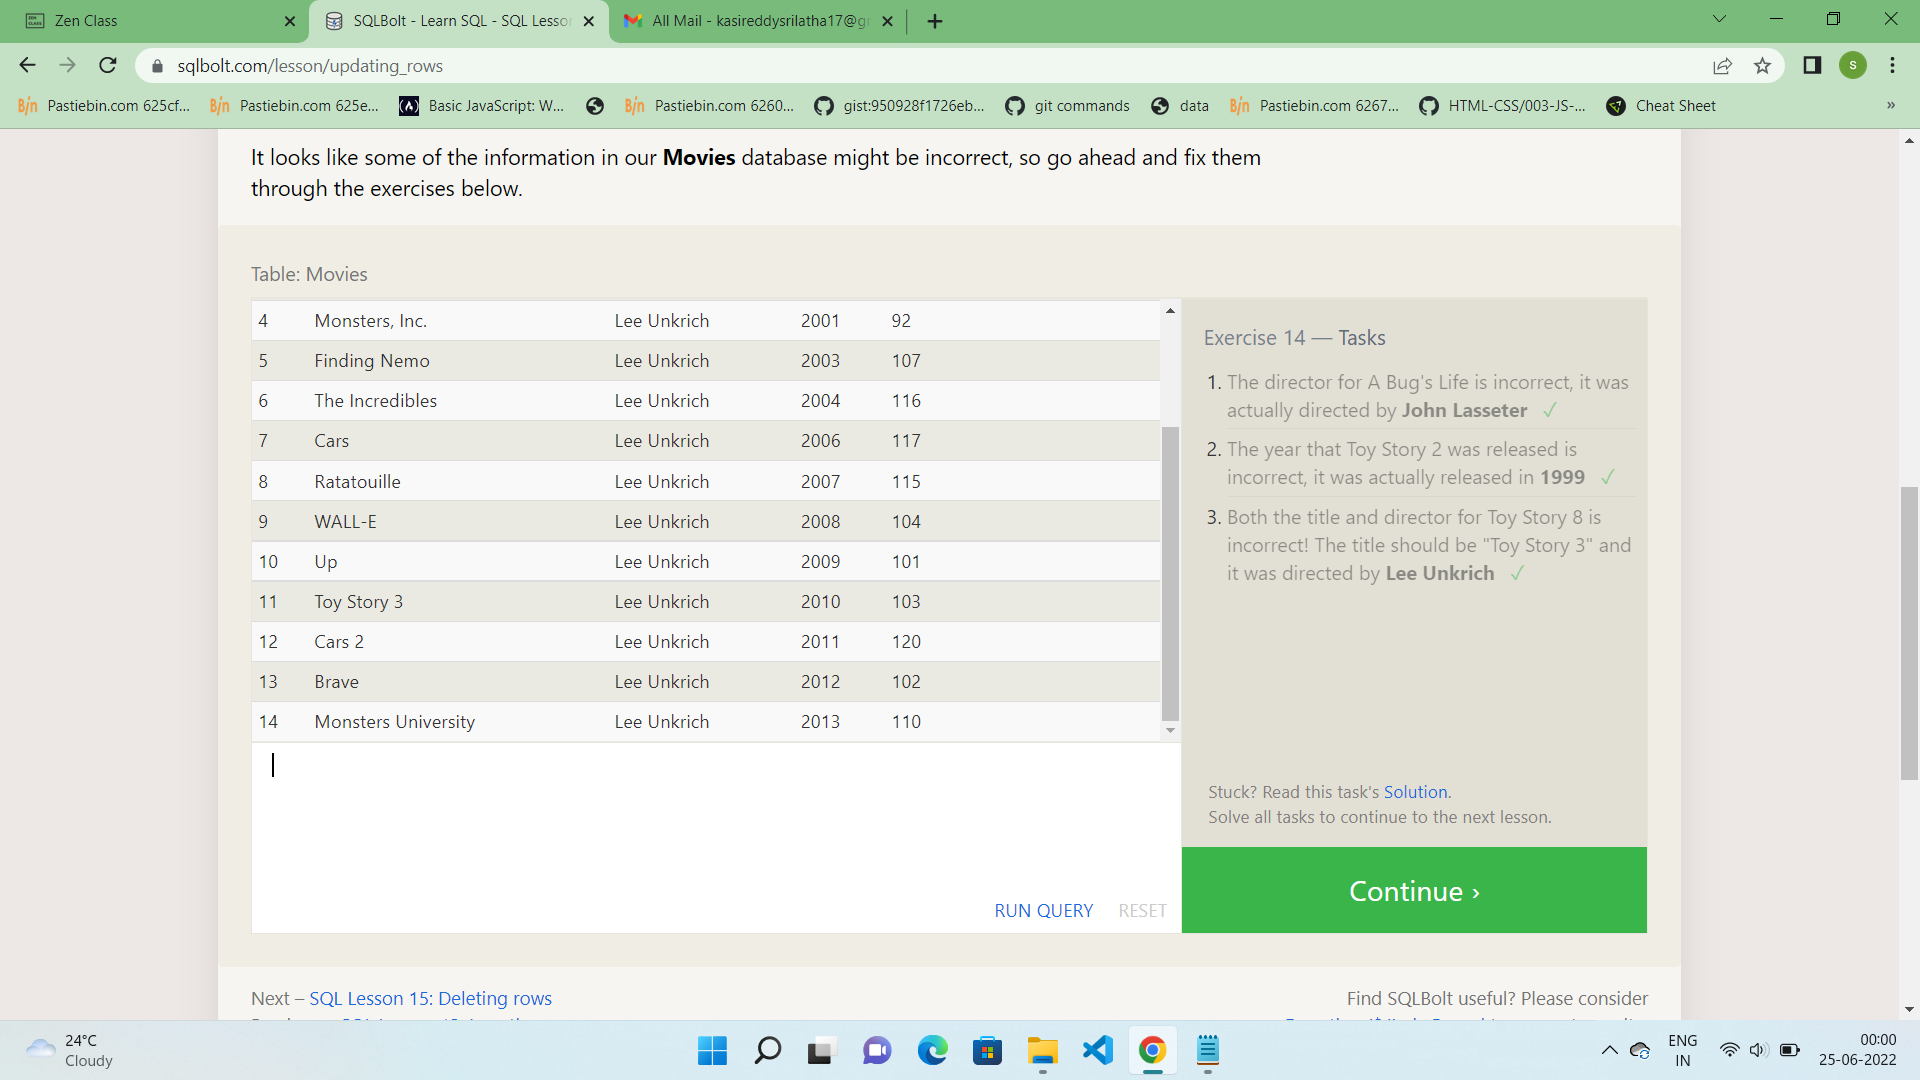 Zen Class
SQLBolt - Learn SQL - SQL Lesson
All Mail - kasireddysrilatha17@g
sqlbolt.com/lesson/updating_rows
S
Pastiebin.com 625cf...
Pastiebin.com 625e...
Basic JavaScript: W...
Pastiebin.com 6260...
gist:950928f1726eb...
git commands
data
Pastiebin.com 6267...
HTML-CSS/003-JS-...
Cheat Sheet
»
It looks like some of the information in our Movies database might be incorrect, so go ahead and fix them
through the exercises below.
Table: Movies
4 Monsters, Inc. Lee Unkrich 2001 92
5 Finding Nemo Lee Unkrich 2003 107
6 The Incredibles Lee Unkrich 2004 116
7 Cars Lee Unkrich 2006 117
8 Ratatouille Lee Unkrich 2007 115
9 WALL-E Lee Unkrich 2008 104
10 Up Lee Unkrich 2009 101
11 Toy Story 3 Lee Unkrich 2010 103
12 Cars 2 Lee Unkrich 2011 120
13 Brave Lee Unkrich 2012 102
14 Monsters University Lee Unkrich 2013 110
RUN QUERY RESET
Exercise 14 — Tasks
1. The director for A Bug's Life is incorrect, it was
actually directed by John Lasseter ✓
2. The year that Toy Story 2 was released is
incorrect, it was actually released in 1999 ✓
3. Both the title and director for Toy Story 8 is
incorrect! The title should be "Toy Story 3" and
it was directed by Lee Unkrich ✓
Stuck? Read this task's Solution.
Solve all tasks to continue to the next lesson.
Continue ›
Next – SQL Lesson 15: Deleting rows
Find SQLBolt useful? Please consider
24°C
Cloudy
ENG
IN
00:00
25-06-2022